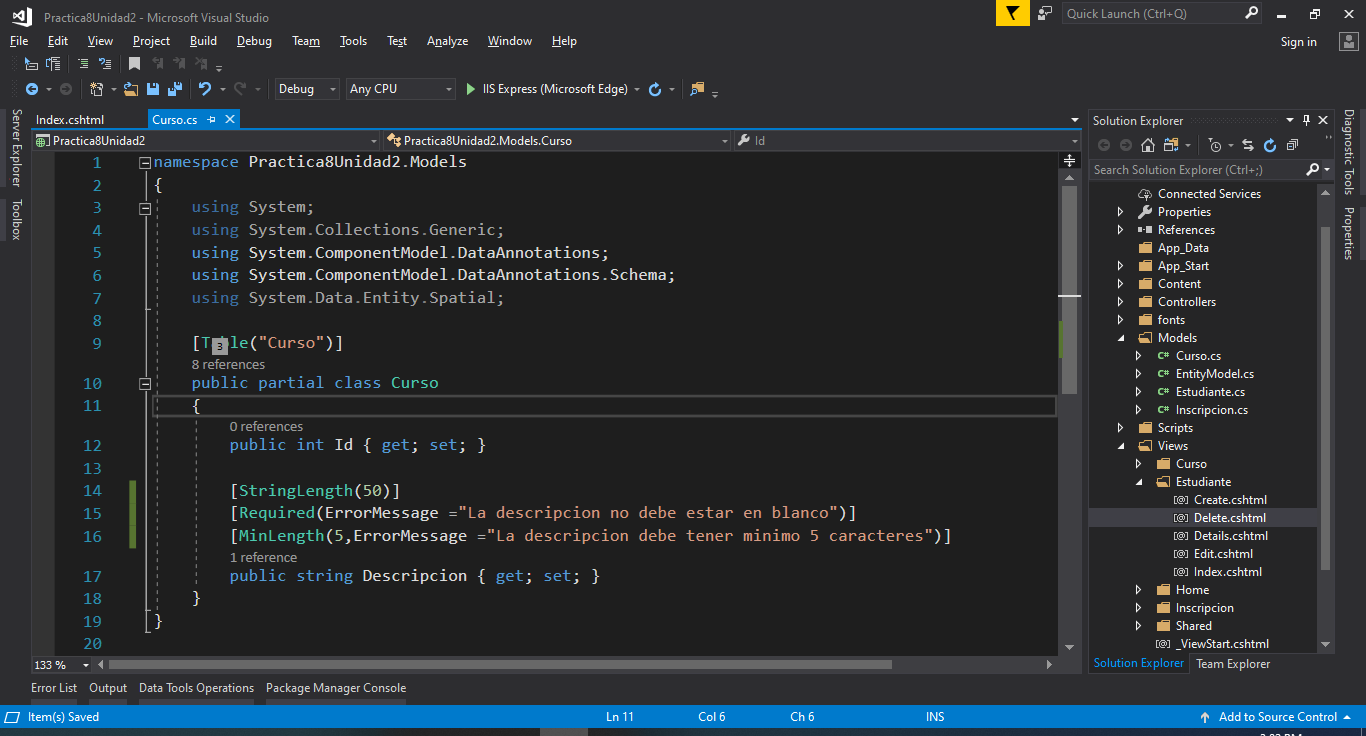 Practica8Unidad2 - Microsoft Visual Studio
Quick Launch (Ctrl+Q)
File Edit View Project Build Debug Team Tools Test Analyze Window Help
Sign in
Debug Any CPU IIS Express (Microsoft Edge)
Server Explorer
Toolbox
Index.cshtml Curso.cs
Practica8Unidad2 Practica8Unidad2.Models.Curso Id
1 namespace Practica8Unidad2.Models
2 {
3 using System;
4 using System.Collections.Generic;
5 using System.ComponentModel.DataAnnotations;
6 using System.ComponentModel.DataAnnotations.Schema;
7 using System.Data.Entity.Spatial;
8
9 [Table("Curso")]
3
8 references
10 public partial class Curso
11 {
0 references
12 public int Id { get; set; }
13
14 [StringLength(50)]
15 [Required(ErrorMessage ="La descripcion no debe estar en blanco")]
16 [MinLength(5,ErrorMessage ="La descripcion debe tener minimo 5 caracteres")]
1 reference
17 public string Descripcion { get; set; }
18 }
19 }
20
133 %
Solution Explorer
Search Solution Explorer (Ctrl+;)
Connected Services
Properties
References
App_Data
App_Start
Content
Controllers
fonts
Models
C# Curso.cs
C# EntityModel.cs
C# Estudiante.cs
C# Inscripcion.cs
Scripts
Views
Curso
Estudiante
[@] Create.cshtml
[@] Delete.cshtml
[@] Details.cshtml
[@] Edit.cshtml
[@] Index.cshtml
Home
Inscripcion
Shared
[@] _ViewStart.cshtml
Solution Explorer Team Explorer
Diagnostic Tools
Properties
Error List Output Data Tools Operations Package Manager Console
Item(s) Saved Ln 11 Col 6 Ch 6 INS Add to Source Control